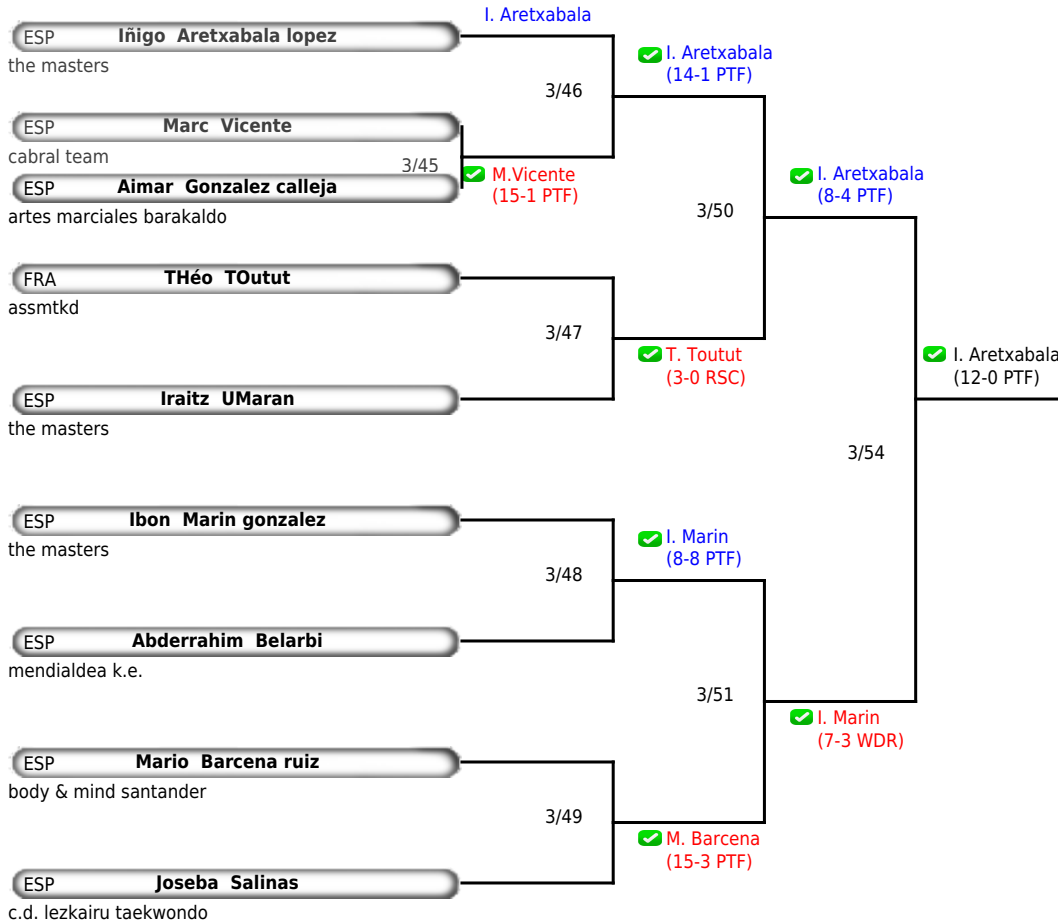 I. Aretxabala
ESP Iñigo Aretxabala lopez
the masters
I. Aretxabala
(14-1 PTF)
3/46
ESP Marc Vicente
cabral team
3/45
M.Vicente
(15-1 PTF)
ESP Aimar Gonzalez calleja
artes marciales barakaldo
I. Aretxabala
(8-4 PTF)
3/50
FRA THéo TOutut
assmtkd
3/47
T. Toutut
(3-0 RSC)
I. Aretxabala
(12-0 PTF)
ESP Iraitz UMaran
the masters
3/54
ESP Ibon Marin gonzalez
the masters
I. Marin
(8-8 PTF)
3/48
ESP Abderrahim Belarbi
mendialdea k.e.
3/51
I. Marin
(7-3 WDR)
ESP Mario Barcena ruiz
body & mind santander
3/49
M. Barcena
(15-3 PTF)
ESP Joseba Salinas
c.d. lezkairu taekwondo